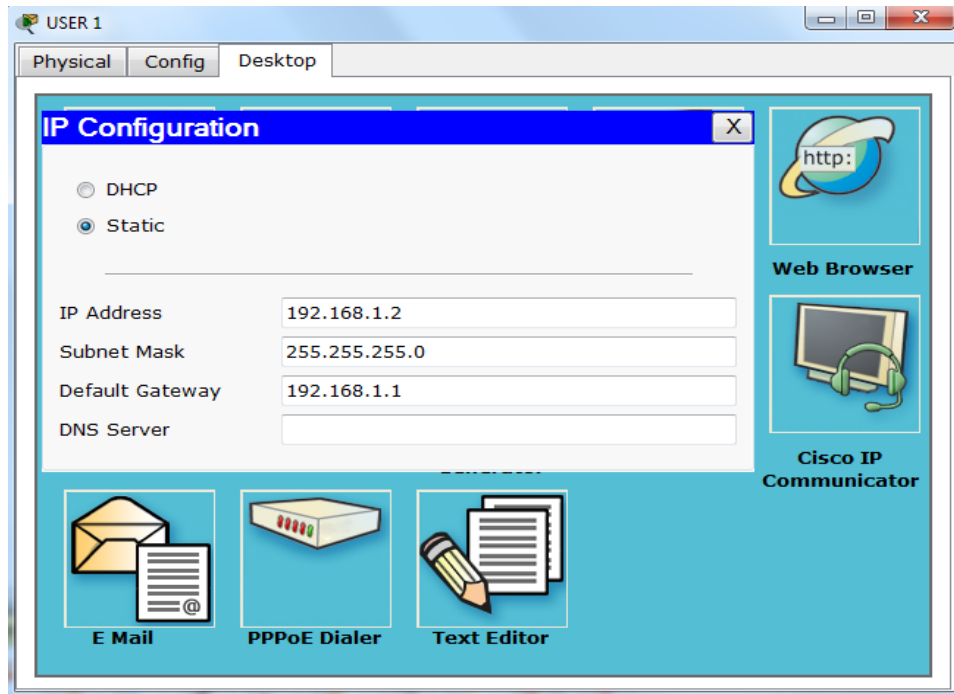 USER 1
Physical Config Desktop
IP Configuration X
http:
DHCP
Static
Web Browser
IP Address 192.168.1.2
Subnet Mask 255.255.255.0
Default Gateway 192.168.1.1
DNS Server
Cisco IP
Communicator
@
E Mail PPPoE Dialer Text Editor